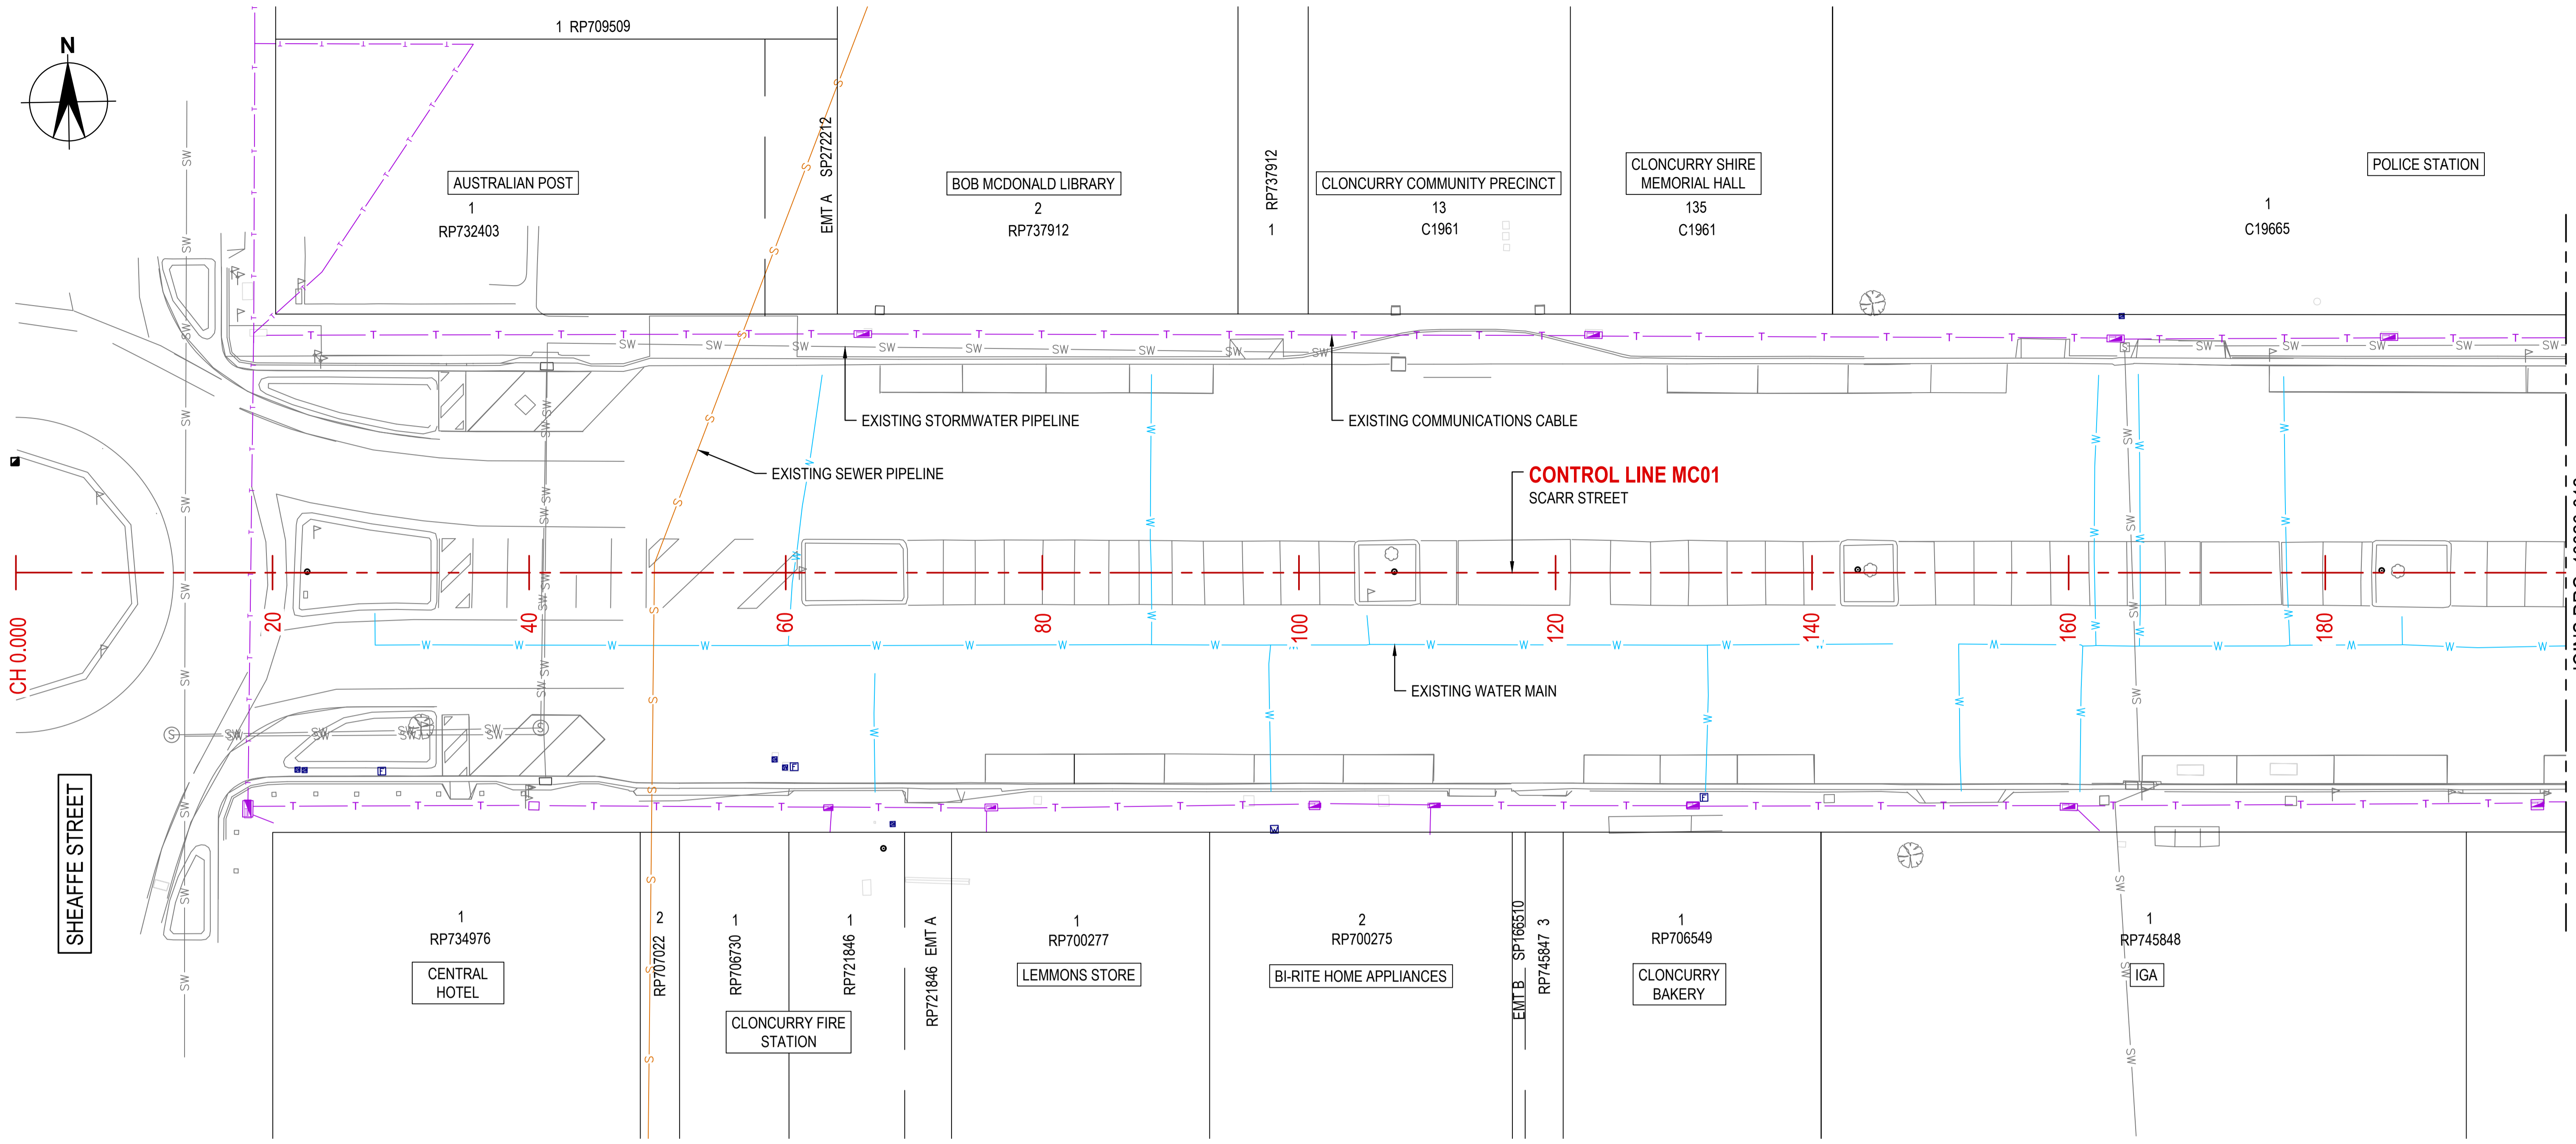 N
1 RP709509
EMT A SP272212
AUSTRALIAN POST
1
RP732403
BOB MCDONALD LIBRARY
2
RP737912
1 RP737912
CLONCURRY COMMUNITY PRECINCT
13
C1961
CLONCURRY SHIRE
MEMORIAL HALL
135
C1961
POLICE STATION
1
C19665
EXISTING STORMWATER PIPELINE
EXISTING COMMUNICATIONS CABLE
EXISTING SEWER PIPELINE
CONTROL LINE MC01
SCARR STREET
CH 0.000
20
40
60
80
100
120
140
160
180
EXISTING WATER MAIN
SHEAFFE STREET
1
RP734976
CENTRAL
HOTEL
RP707022 2
RP706730 1
RP721846 1
CLONCURRY FIRE
STATION
RP721846 EMT A
1
RP700277
LEMMONS STORE
2
RP700275
BI-RITE HOME APPLIANCES
EMT B SP166510
RP745847 3
1
RP706549
CLONCURRY
BAKERY
1
RP745848
IGA